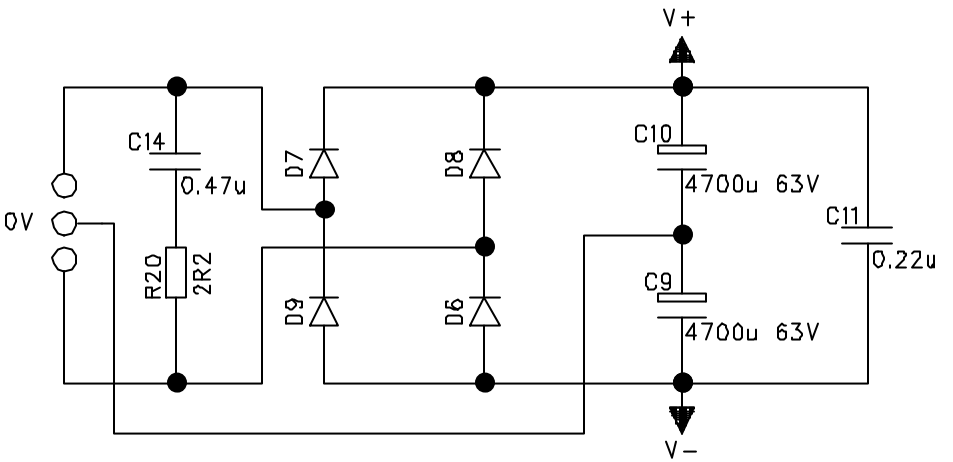 V+
C14
0.47u
D7
D8
C10
4700u 63V
0V
C11
0.22u
R20
2R2
D9
D6
C9
4700u 63V
V-